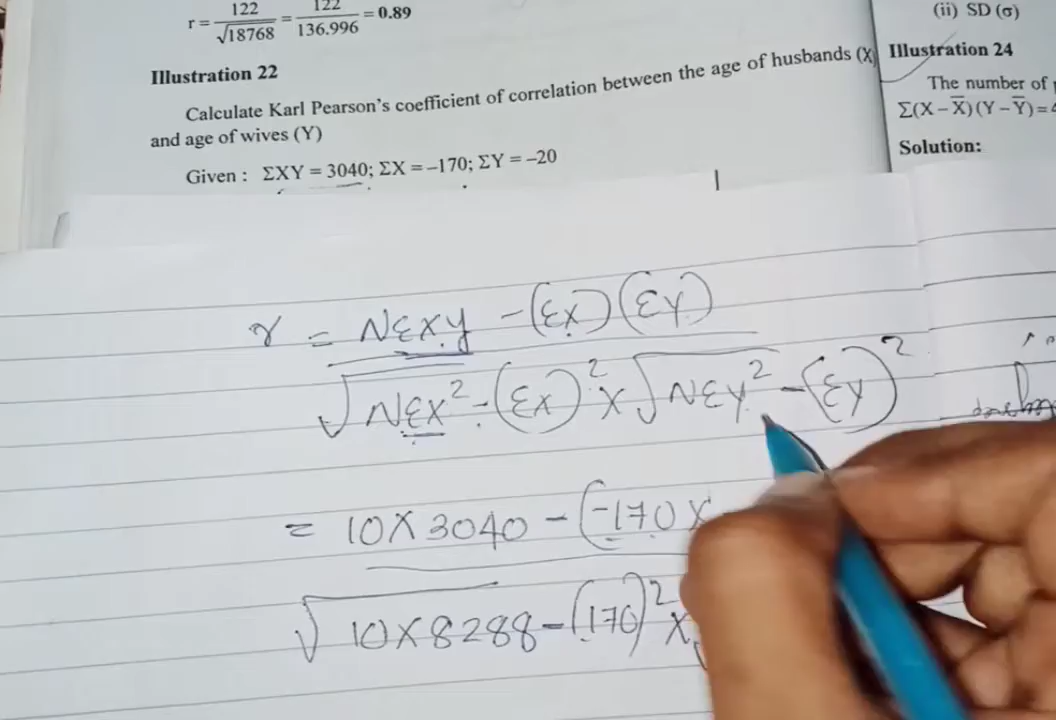 r = 122 / √18768 = 122 / 136.996 = 0.89
Illustration 22
Calculate Karl Pearson's coefficient of correlation between the age of husbands (X)
and age of wives (Y)
Given : ΣXY = 3040; ΣX = –170; ΣY = –20
(ii) SD (σ)
Illustration 24
The number of
Σ(X – X̅) (Y – Y̅) =
Solution:
r = NΣXY - (ΣX) (ΣY)
√NΣX² - (ΣX)² X √NΣY² - (ΣY)²
= 10 X 3040 - (-170 X
√10 X 8288 - (170)² X